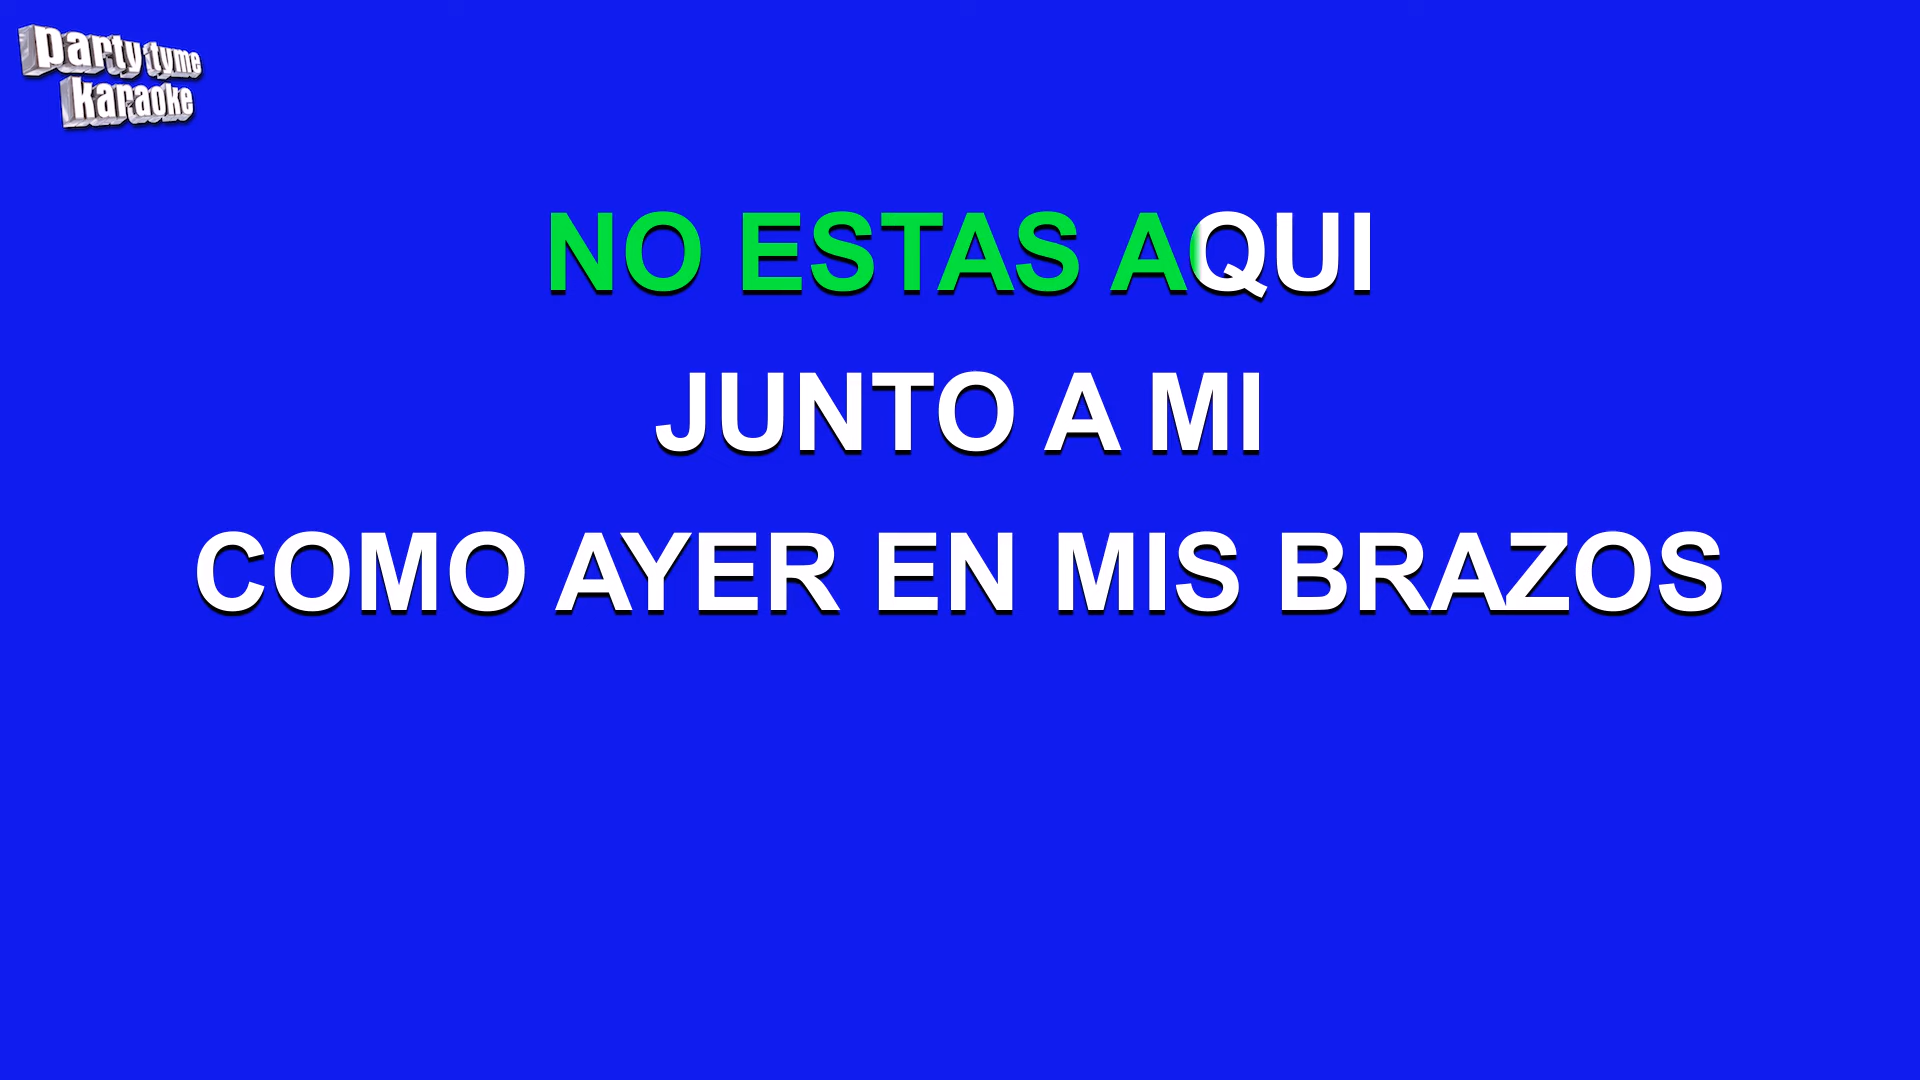 party tyme
karaoke
NO ESTAS AQUI
JUNTO A MI
COMO AYER EN MIS BRAZOS